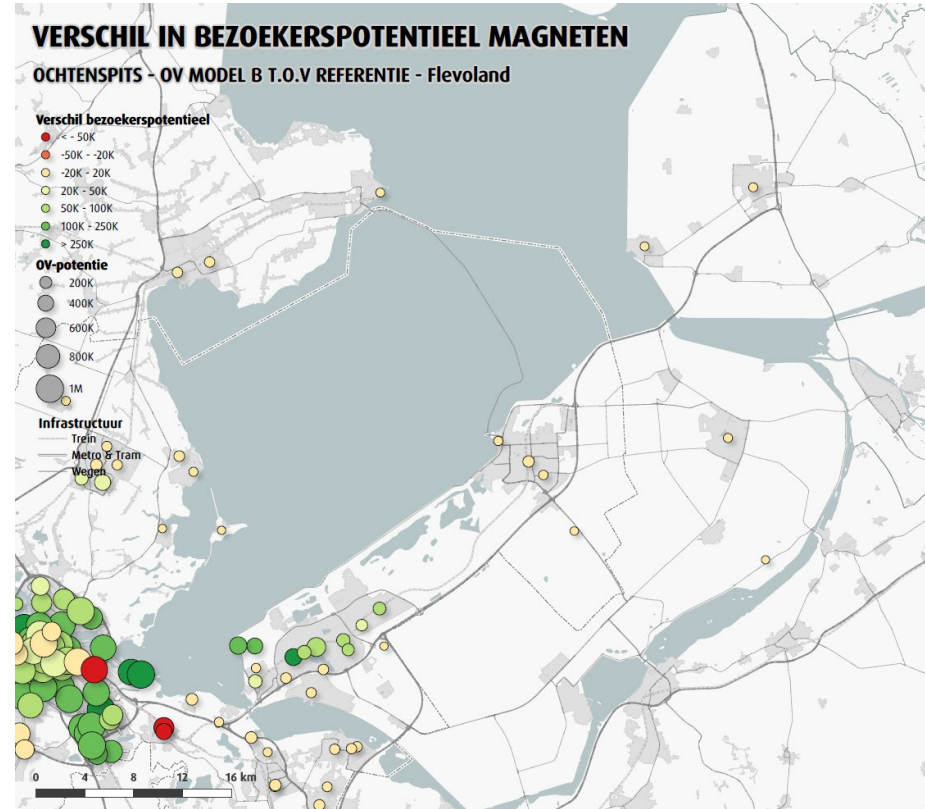 VERSCHIL IN BEZOEKERSPOTENTIEEL MAGNETEN
OCHTENSPITS - OV MODEL B T.O.V REFERENTIE - Flevoland
Verschil bezoekerspotentieel
< - 50K
-50K - -20K
-20K - 20K
20K - 50K
50K - 100K
100K - 250K
> 250K
OV-potentie
200K
400K
600K
800K
1M
Infrastructuur
Trein
Metro & Tram
Wegen
0 4 8 12 16 km